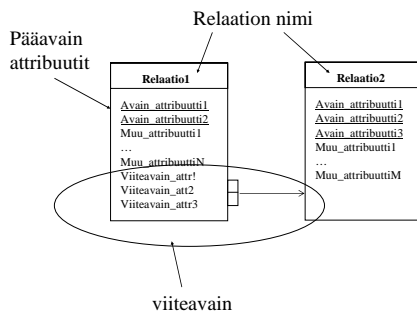 Relaation nimi
Pääavain
attribuutit
Relaatio1
Avain_attribuutti1
Avain_attribuutti2
Muu_attribuutti1
…
Muu_attribuuttiN
Viiteavain_attr!
Viiteavain_att2
Viiteavain_attr3
Relaatio2
Avain_attribuutti1
Avain_attribuutti2
Avain_attribuutti3
Muu_attribuutti1
…
Muu_attribuuttiM
viiteavain